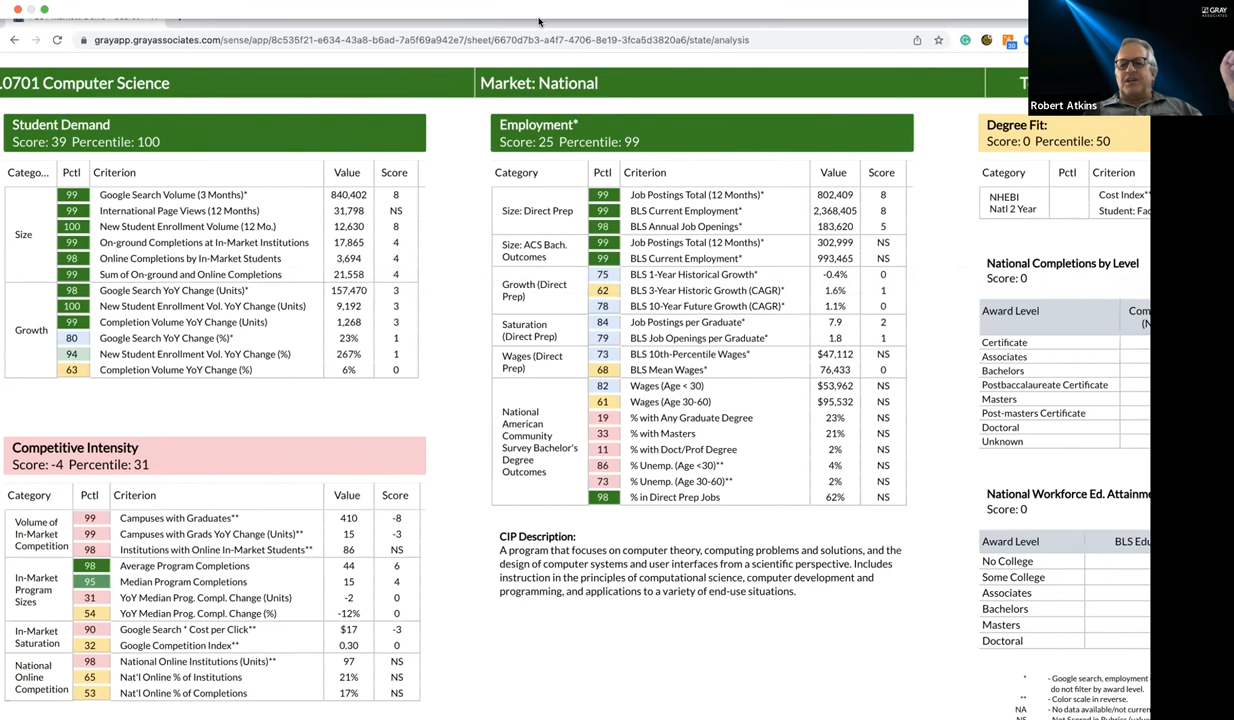 grayapp.grayassociates.com/sense/app/8c535f21-e634-43a8-b6ad-7a5f69a942e7/sheet/6670d7b3-a4f7-4706-8e19-3fca5d3820a6/state/analysis
30
GRAY
ASSOCIATES
Robert Atkins
.0701 Computer Science
Market: National
Student Demand
Score: 39 Percentile: 100
Catego... Pctl Criterion Value Score
Size
99 Google Search Volume (3 Months)* 840,402 8
99 International Page Views (12 Months) 31,798 NS
100 New Student Enrollment Volume (12 Mo.) 12,630 8
99 On-ground Completions at In-Market Institutions 17,865 4
98 Online Completions by In-Market Students 3,694 4
99 Sum of On-ground and Online Completions 21,558 4
Growth
98 Google Search YoY Change (Units)* 157,470 3
100 New Student Enrollment Vol. YoY Change (Units) 9,192 3
99 Completion Volume YoY Change (Units) 1,268 3
80 Google Search YoY Change (%)* 23% 1
94 New Student Enrollment Vol. YoY Change (%) 267% 1
63 Completion Volume YoY Change (%) 6% 0
Competitive Intensity
Score: -4 Percentile: 31
Category Pctl Criterion Value Score
Volume of
In-Market
Competition
99 Campuses with Graduates** 410 -8
99 Campuses with Grads YoY Change (Units)** 15 -3
98 Institutions with Online In-Market Students** 86 NS
In-Market
Program
Sizes
98 Average Program Completions 44 6
95 Median Program Completions 15 4
31 YoY Median Prog. Compl. Change (Units) -2 0
54 YoY Median Prog. Compl. Change (%) -12% 0
In-Market
Saturation
90 Google Search * Cost per Click** $17 -3
32 Google Competition Index** 0.30 0
National
Online
Competition
98 National Online Institutions (Units)** 97 NS
65 Nat'l Online % of Institutions 21% NS
53 Nat'l Online % of Completions 17% NS
Employment*
Score: 25 Percentile: 99
Category Pctl Criterion Value Score
Size: Direct Prep
99 Job Postings Total (12 Months)* 802,409 8
99 BLS Current Employment* 2,368,405 8
98 BLS Annual Job Openings* 183,620 5
Size: ACS Bach.
Outcomes
99 Job Postings Total (12 Months)* 302,999 NS
99 BLS Current Employment* 993,465 NS
Growth (Direct
Prep)
75 BLS 1-Year Historical Growth* -0.4% 0
62 BLS 3-Year Historic Growth (CAGR)* 1.6% 1
78 BLS 10-Year Future Growth (CAGR)* 1.1% 0
Saturation
(Direct Prep)
84 Job Postings per Graduate* 7.9 2
79 BLS Job Openings per Graduate* 1.8 1
Wages (Direct
Prep)
73 BLS 10th-Percentile Wages* $47,112 NS
68 BLS Mean Wages* 76,433 0
National
American
Community
Survey Bachelor's
Degree
Outcomes
82 Wages (Age < 30) $53,962 NS
61 Wages (Age 30-60) $95,532 NS
19 % with Any Graduate Degree 23% NS
33 % with Masters 21% NS
11 % with Doct/Prof Degree 2% NS
86 % Unemp. (Age <30)** 4% NS
73 % Unemp. (Age 30-60)** 2% NS
98 % in Direct Prep Jobs 62% NS
CIP Description:
A program that focuses on computer theory, computing problems and solutions, and the
design of computer systems and user interfaces from a scientific perspective. Includes
instruction in the principles of computational science, computer development and
programming, and applications to a variety of end-use situations.
Degree Fit:
Score: 0 Percentile: 50
Category Pctl Criterion
NHEBI
Natl 2 Year
Cost Index**
Student: Fac
National Completions by Level
Score: 0
Award Level Com
(N
Certificate
Associates
Bachelors
Postbaccalaureate Certificate
Masters
Post-masters Certificate
Doctoral
Unknown
National Workforce Ed. Attainme
Score: 0
Award Level BLS Edu
No College
Some College
Associates
Bachelors
Masters
Doctoral
* - Google search, employment
do not filter by award level.
** - Color scale in reverse.
NA - No data available/not curren